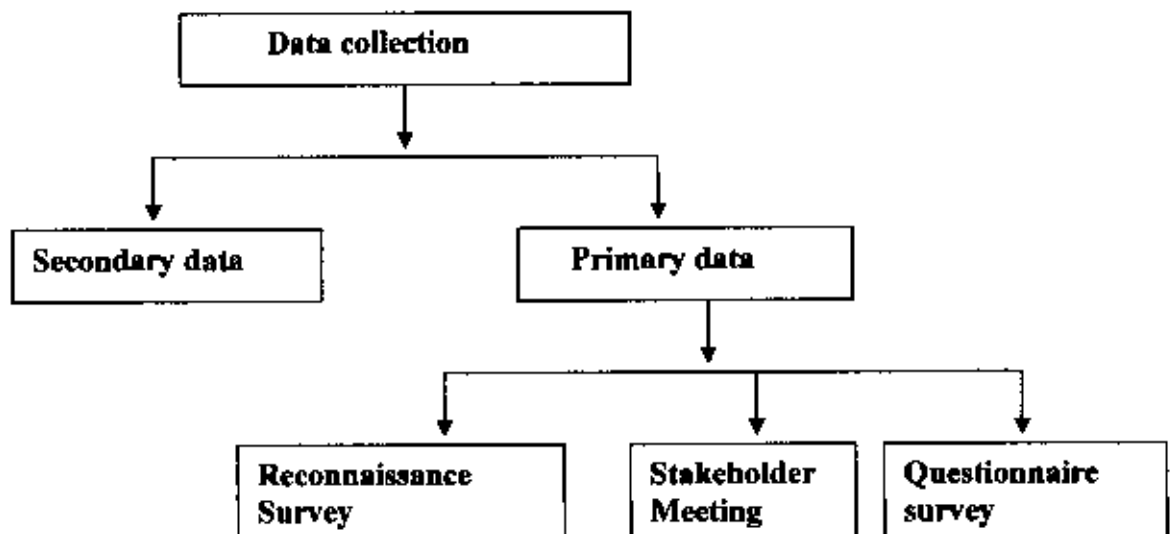 Data collection
Secondary data
Primary data
Reconnaissance
Survey
Stakeholder
Meeting
Questionnaire
survey